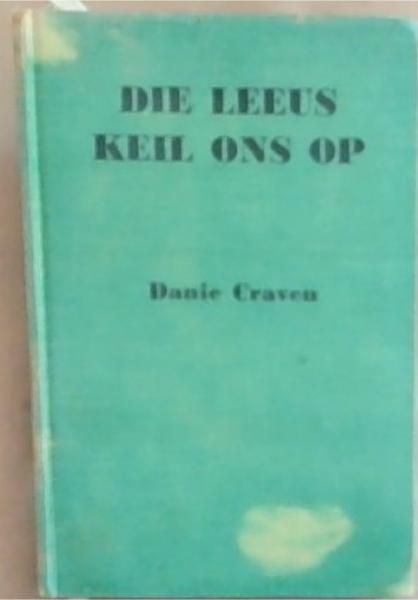 DIE LEEUS
KEIL ONS OP
Danie Craven